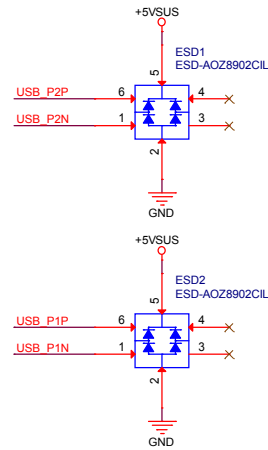 +5VSUS
ESD1
ESD-AOZ8902CIL
5
USB_P2P 6 4
USB_P2N 1 3
2
GND
+5VSUS
ESD2
ESD-AOZ8902CIL
5
USB_P1P 6 4
USB_P1N 1 3
2
GND